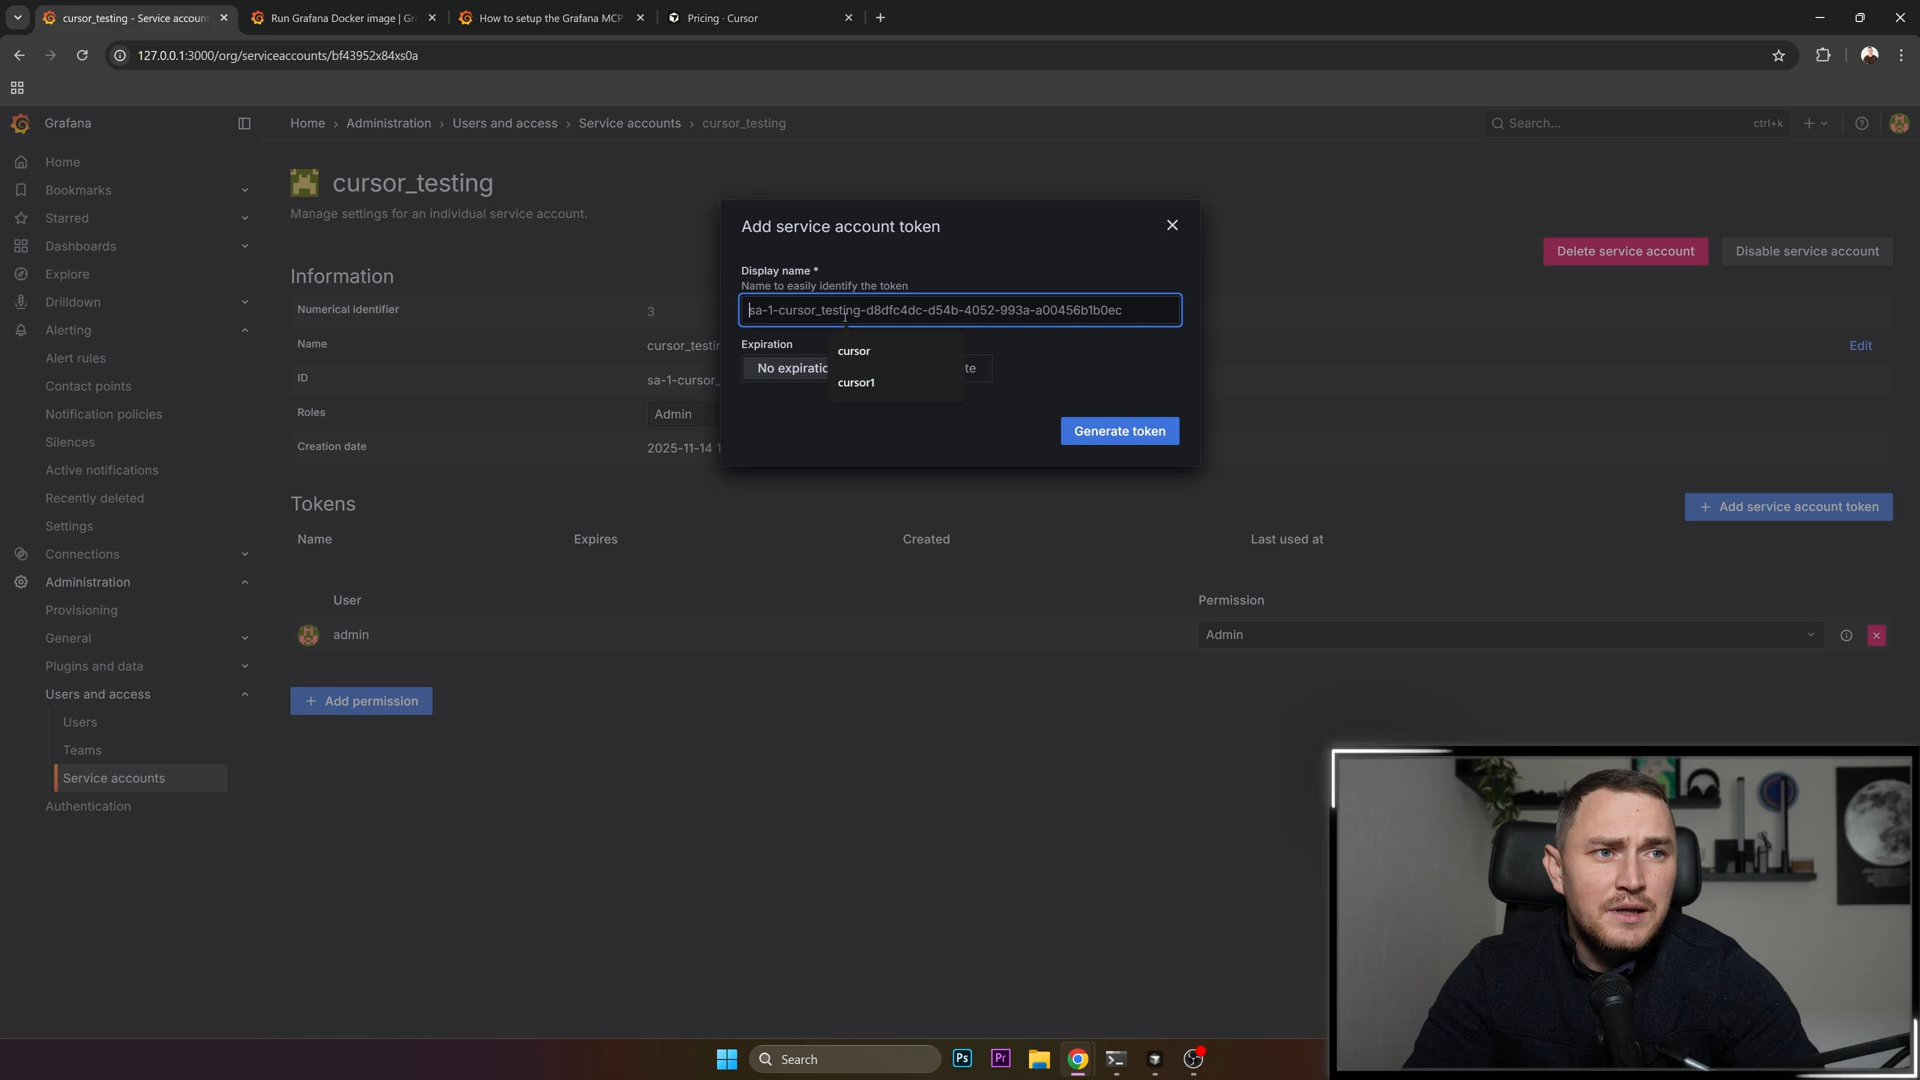 cursor_testing - Service accoun
Run Grafana Docker image | Gr
How to setup the Grafana MCP
Pricing · Cursor
127.0.0.1:3000/org/serviceaccounts/bf43952x84xs0a
Grafana
Home › Administration › Users and access › Service accounts › cursor_testing
Search...
ctrl+k
Home
Bookmarks
Starred
Dashboards
Explore
Drilldown
Alerting
Alert rules
Contact points
Notification policies
Silences
Active notifications
Recently deleted
Settings
Connections
Administration
Provisioning
General
Plugins and data
Users and access
Users
Teams
Service accounts
Authentication
cursor_testing
Manage settings for an individual service account.
Delete service account
Disable service account
Information
Numerical identifier
3
Name
cursor_testin
Edit
ID
sa-1-cursor_
Roles
Admin
Creation date
2025-11-14 1
Add service account token
Display name *
Name to easily identify the token
sa-1-cursor_testing-d8dfc4dc-d54b-4052-993a-a00456b1b0ec
cursor
cursor1
Expiration
No expiratio
te
Generate token
Tokens
+ Add service account token
Name
Expires
Created
Last used at
User
Permission
admin
Admin
+ Add permission
Search
Ps
Pr